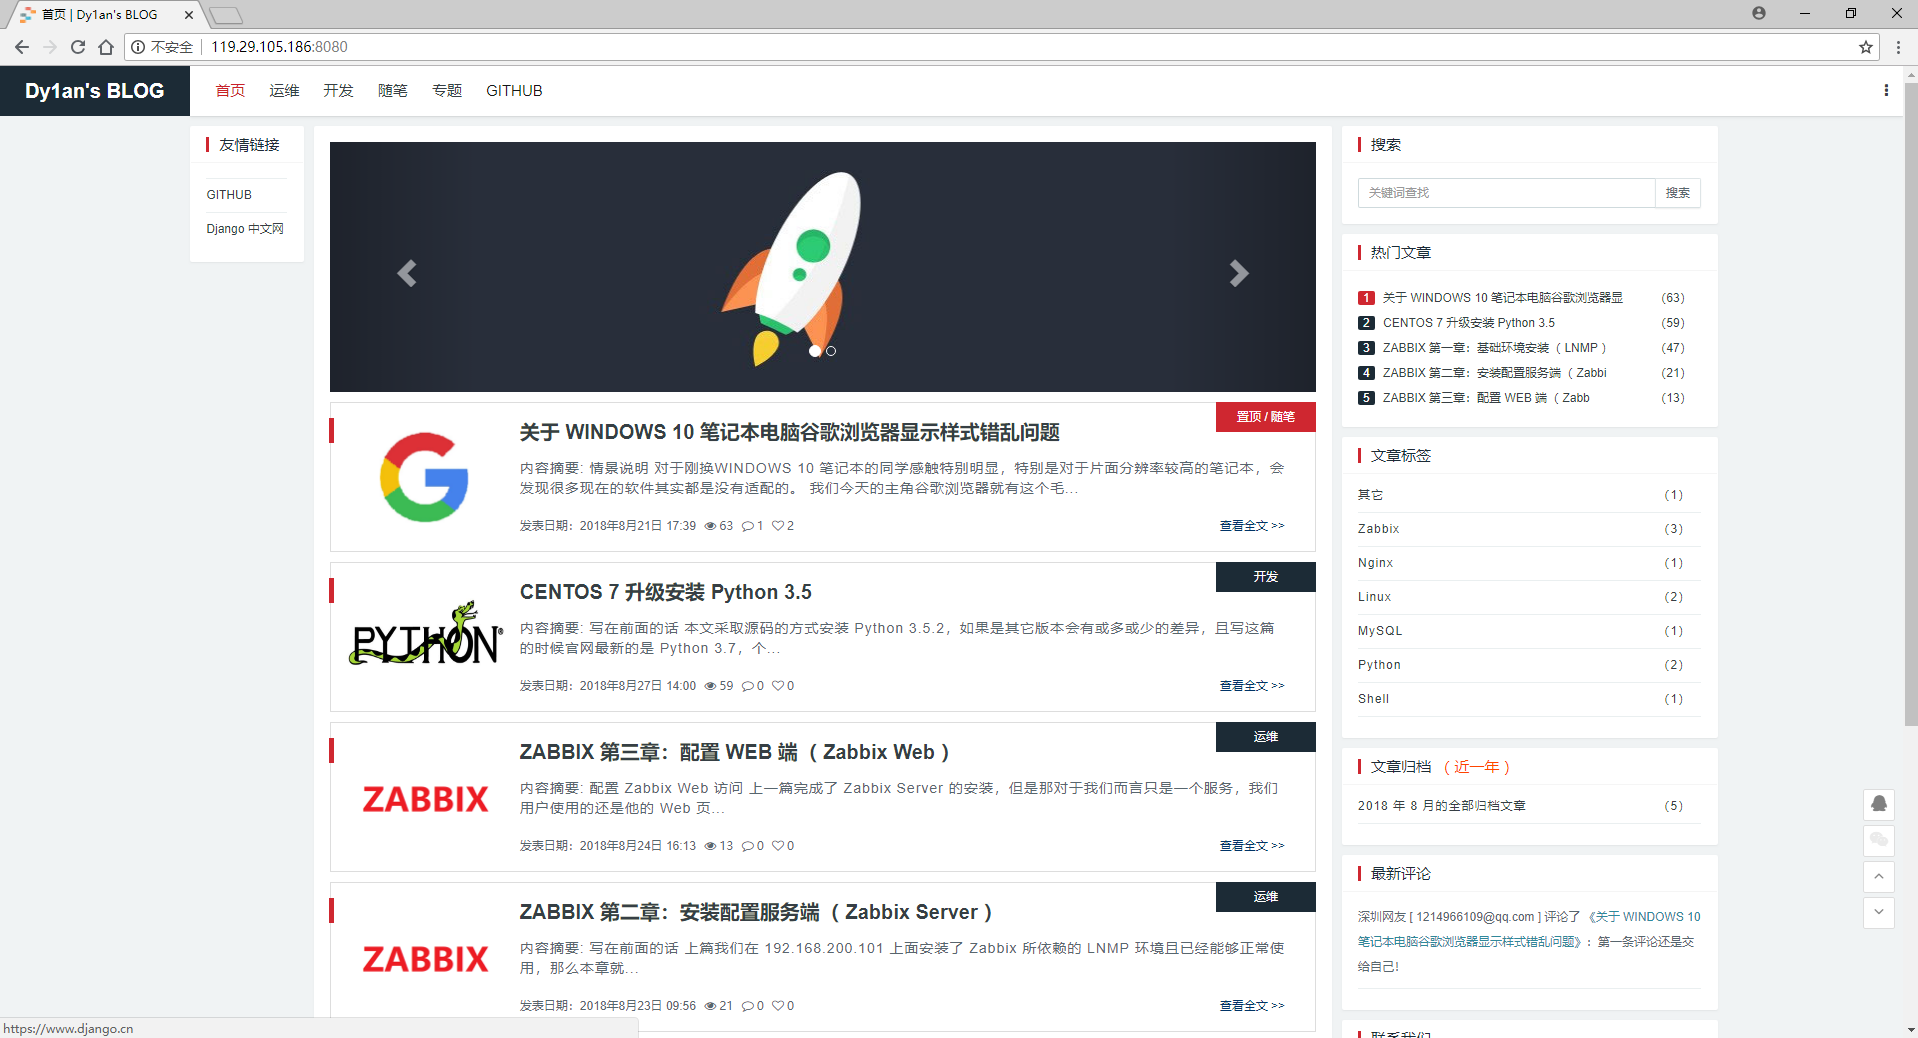 首页 | Dy1an's BLOG
不安全 119.29.105.186:8080
Dy1an's BLOG 首页 运维 开发 随笔 专题 GITHUB
友情链接
GITHUB
Django 中文网
置顶 / 随笔
关于 WINDOWS 10 笔记本电脑谷歌浏览器显示样式错乱问题
内容摘要: 情景说明 对于刚换WINDOWS 10 笔记本的同学感触特别明显，特别是对于片面分辨率较高的笔记本，会
发现很多现在的软件其实都是没有适配的。 我们今天的主角谷歌浏览器就有这个毛...
发表日期：2018年8月21日 17:39 63 1 2 查看全文 >>
PYTHON®
开发
CENTOS 7 升级安装 Python 3.5
内容摘要: 写在前面的话 本文采取源码的方式安装 Python 3.5.2，如果是其它版本会有或多或少的差异，且写这篇
的时候官网最新的是 Python 3.7，个...
发表日期：2018年8月27日 14:00 59 0 0 查看全文 >>
ZABBIX
运维
ZABBIX 第三章：配置 WEB 端（ Zabbix Web ）
内容摘要: 配置 Zabbix Web 访问 上一篇完成了 Zabbix Server 的安装，但是那对于我们而言只是一个服务，我们
用户使用的还是他的 Web 页...
发表日期：2018年8月24日 16:13 13 0 0 查看全文 >>
ZABBIX
运维
ZABBIX 第二章：安装配置服务端（ Zabbix Server ）
内容摘要: 写在前面的话 上篇我们在 192.168.200.101 上面安装了 Zabbix 所依赖的 LNMP 环境且已经能够正常使
用，那么本章就...
发表日期：2018年8月23日 09:56 21 0 0 查看全文 >>
搜索
关键词查找 搜索
热门文章
1 关于 WINDOWS 10 笔记本电脑谷歌浏览器显 （63）
2 CENTOS 7 升级安装 Python 3.5 （59）
3 ZABBIX 第一章：基础环境安装（ LNMP ） （47）
4 ZABBIX 第二章：安装配置服务端（ Zabbi （21）
5 ZABBIX 第三章：配置 WEB 端（ Zabb （13）
文章标签
其它 （1）
Zabbix （3）
Nginx （1）
Linux （2）
MySQL （1）
Python （2）
Shell （1）
文章归档 （ 近一年 ）
2018 年 8 月的全部归档文章 （5）
最新评论
深圳网友 [ 1214966109@qq.com ] 评论了《关于 WINDOWS 10
笔记本电脑谷歌浏览器显示样式错乱问题》：第一条评论还是交
给自己！
联系我们
https://www.django.cn